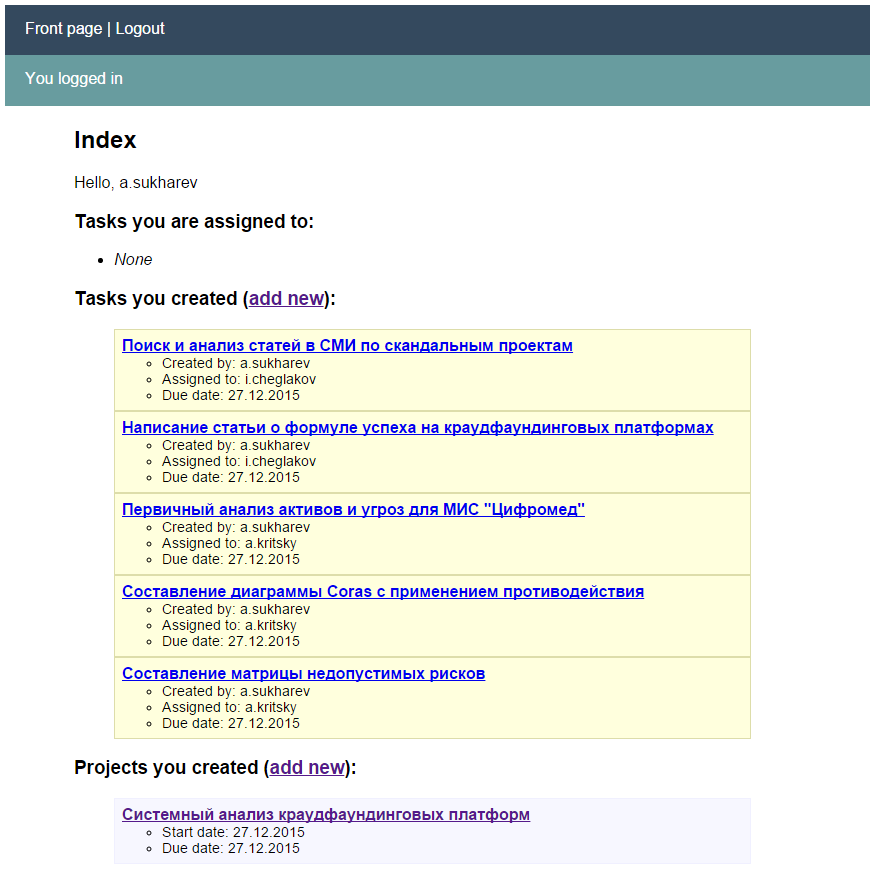 Front page | Logout
You logged in
Index
Hello, a.sukharev
Tasks you are assigned to:
None
Tasks you created (add new):
Поиск и анализ статей в СМИ по скандальным проектам
Created by: a.sukharev
Assigned to: i.cheglakov
Due date: 27.12.2015
Написание статьи о формуле успеха на краудфаундинговых платформах
Created by: a.sukharev
Assigned to: i.cheglakov
Due date: 27.12.2015
Первичный анализ активов и угроз для МИС "Цифромед"
Created by: a.sukharev
Assigned to: a.kritsky
Due date: 27.12.2015
Составление диаграммы Coras с применением противодействия
Created by: a.sukharev
Assigned to: a.kritsky
Due date: 27.12.2015
Составление матрицы недопустимых рисков
Created by: a.sukharev
Assigned to: a.kritsky
Due date: 27.12.2015
Projects you created (add new):
Системный анализ краудфаундинговых платформ
Start date: 27.12.2015
Due date: 27.12.2015